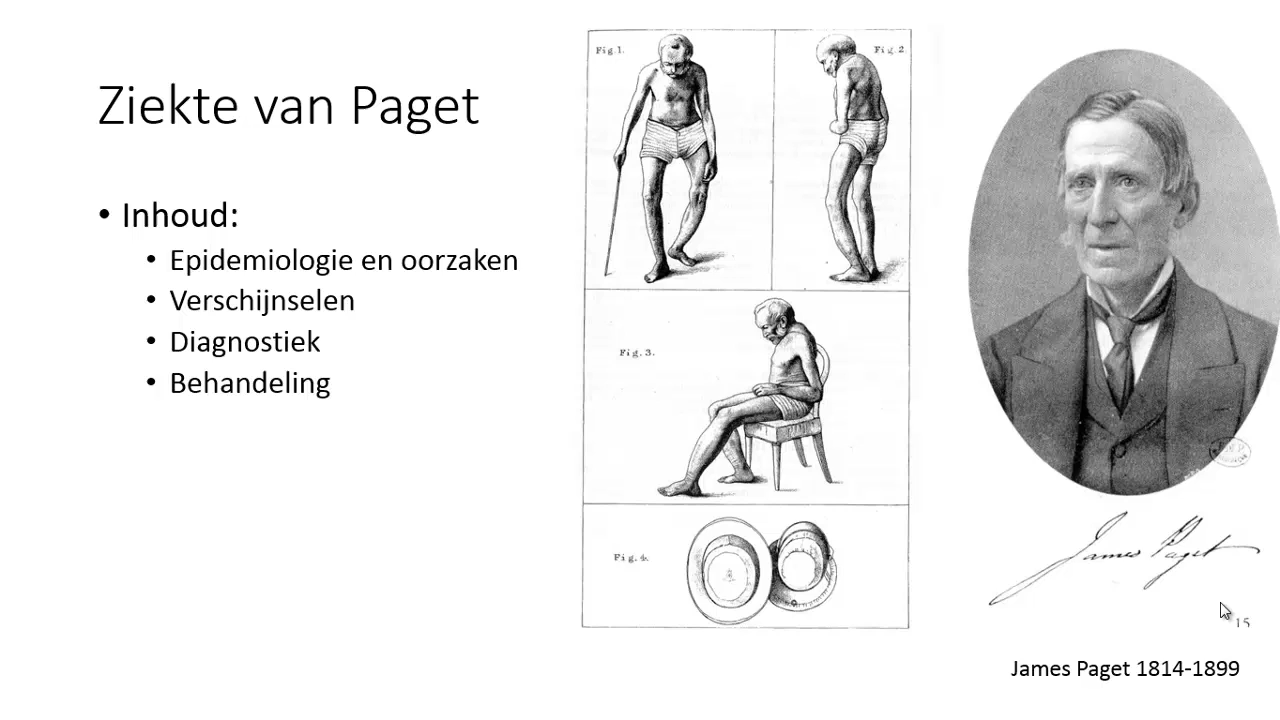 Ziekte van Paget
• Inhoud:
• Epidemiologie en oorzaken
• Verschijnselen
• Diagnostiek
• Behandeling
Fig.1.
Fig.2.
Fig.3.
Fig.4.
James Paget
15
James Paget 1814-1899